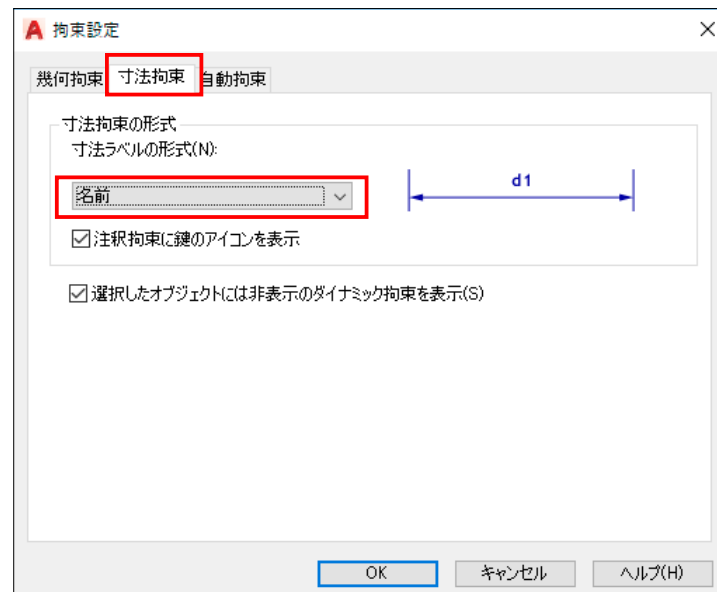 拘束設定
幾何拘束 寸法拘束 自動拘束
寸法拘束の形式
寸法ラベルの形式(N):
名前
d1
注釈拘束に鍵のアイコンを表示
選択したオブジェクトには非表示のダイナミック拘束を表示(S)
OK キャンセル ヘルプ(H)